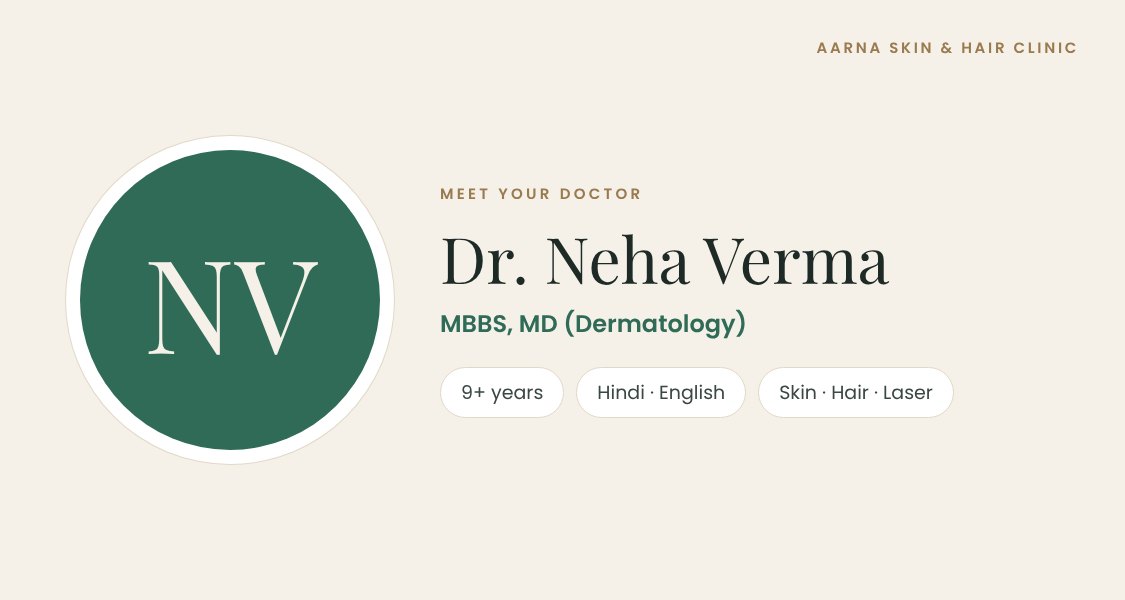 AARNA SKIN & HAIR CLINIC
NV
MEET YOUR DOCTOR
Dr. Neha Verma
MBBS, MD (Dermatology)
9+ years
Hindi · English
Skin · Hair · Laser